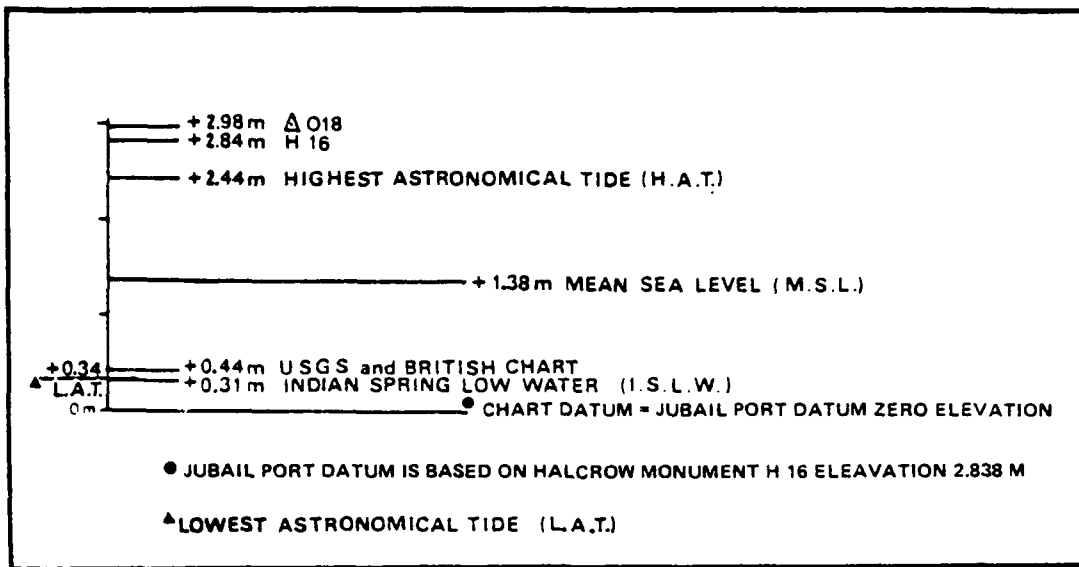 +2.98m △ 018
+2.84m H 16
+2.44m HIGHEST ASTRONOMICAL TIDE (H.A.T.)
+1.38m MEAN SEA LEVEL (M.S.L.)
+0.34 +0.44m USGS and BRITISH CHART
▲ L.A.T. +0.31m INDIAN SPRING LOW WATER (I.S.L.W.)
0m ● CHART DATUM = JUBAIL PORT DATUM ZERO ELEVATION
● JUBAIL PORT DATUM IS BASED ON HALCROW MONUMENT H 16 ELEAVATION 2.838 M
▲LOWEST ASTRONOMICAL TIDE (L.A.T.)